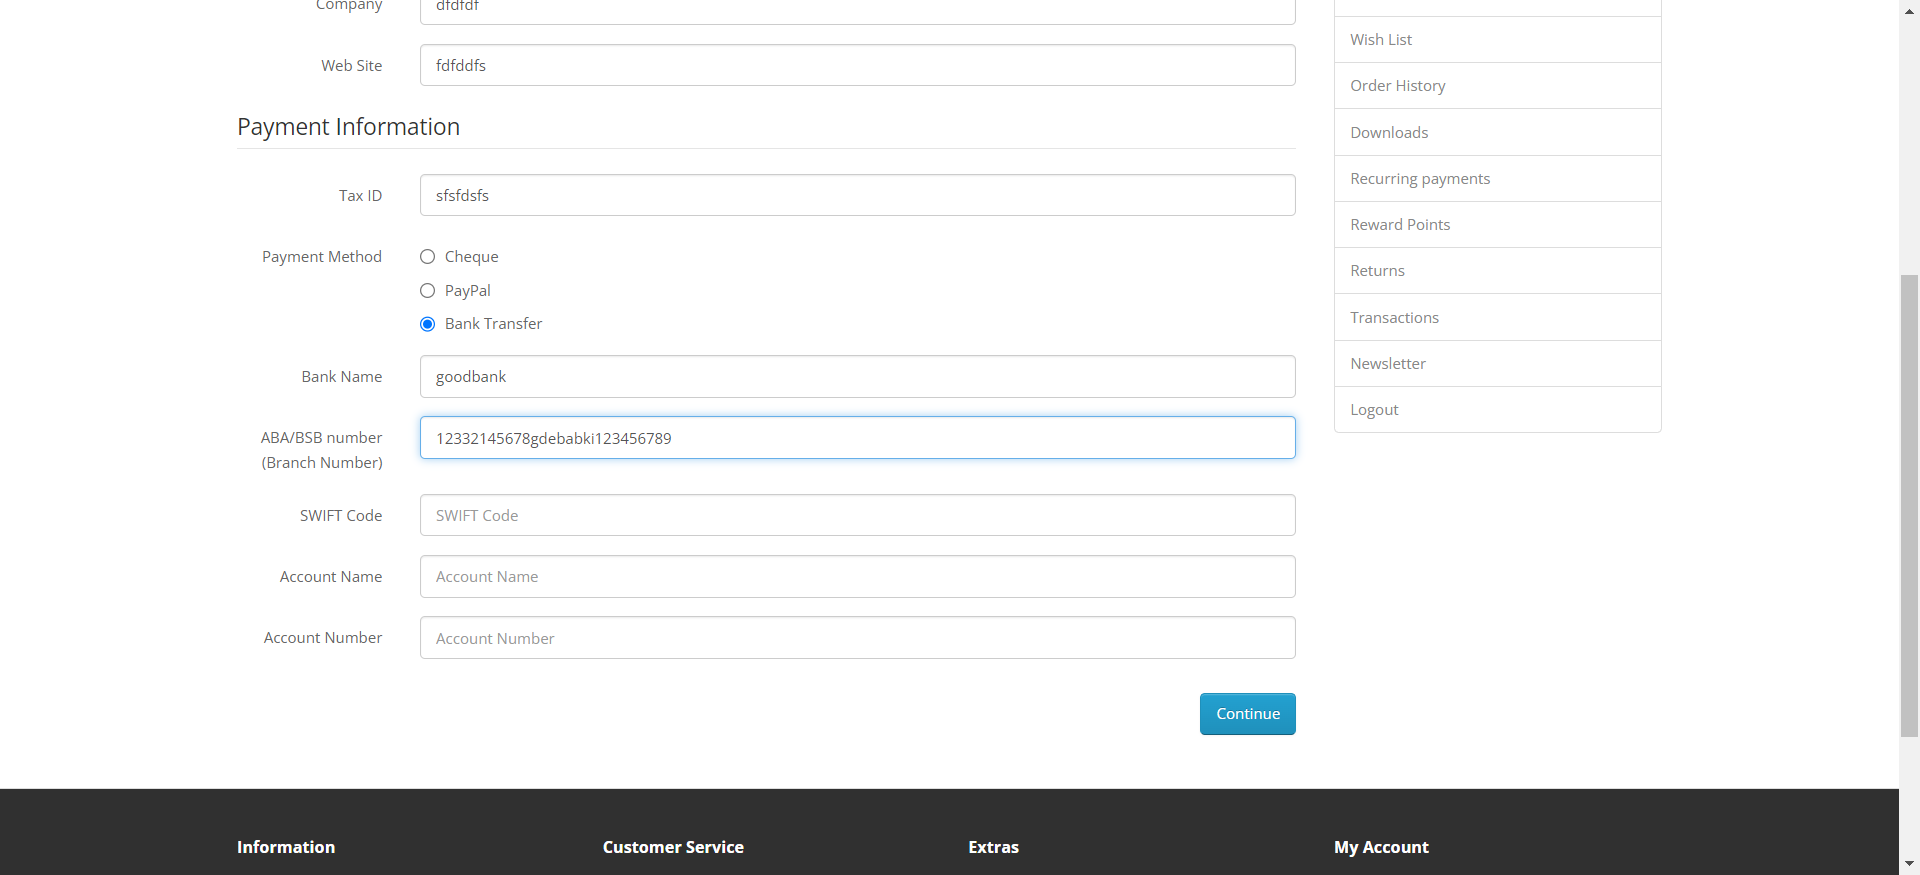 Company
dfdfdf
Web Site
fdfddfs
Payment Information
Tax ID
sfsfdsfs
Payment Method
Cheque
PayPal
Bank Transfer
Bank Name
goodbank
ABA/BSB number
(Branch Number)
12332145678gdebabki123456789
SWIFT Code
SWIFT Code
Account Name
Account Name
Account Number
Account Number
Continue
Wish List
Order History
Downloads
Recurring payments
Reward Points
Returns
Transactions
Newsletter
Logout
Information
Customer Service
Extras
My Account